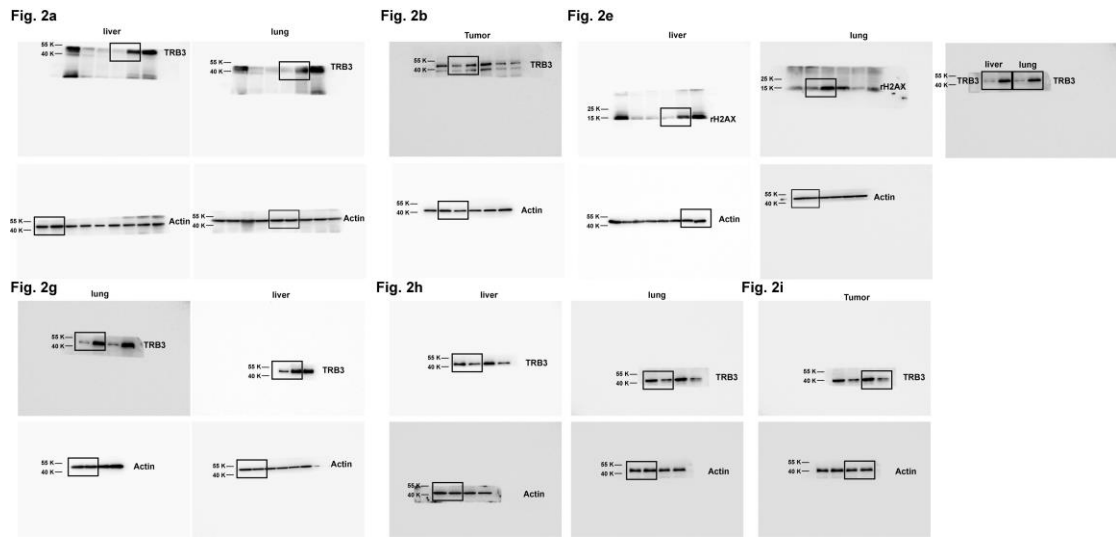 Fig. 2a
liver
55 K
40 K
TRB3
lung
55 K
40 K
TRB3
55 K
40 K
Actin
55 K
40 K
Actin
Fig. 2b
Tumor
55 K
40 K
TRB3
55 K
40 K
Actin
Fig. 2e
liver
25 K
15 K
rH2AX
lung
25 K
15 K
rH2AX
55 K
40 K
TRB3
liver
lung
TRB3
55 K
40 K
Actin
55 K
40 K
Actin
Fig. 2g
lung
55 K
40 K
TRB3
liver
55 K
40 K
TRB3
55 K
40 K
Actin
55 K
40 K
Actin
Fig. 2h
liver
55 K
40 K
TRB3
lung
55 K
40 K
TRB3
55 K
40 K
Actin
55 K
40 K
Actin
Fig. 2i
Tumor
55 K
40 K
TRB3
55 K
40 K
Actin